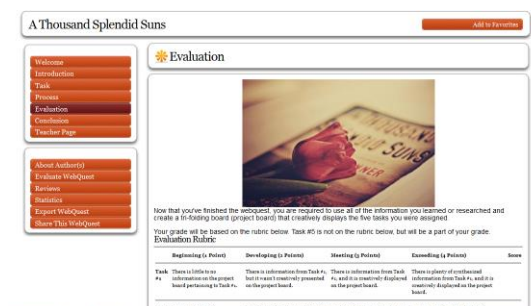 A Thousand Splendid Suns
Add to Favorites
Welcome
Introduction
Task
Process
Evaluation
Conclusion
Teacher Page
About Author(s)
Evaluate WebQuest
Reviews
Statistics
Export WebQuest
Share This WebQuest
Evaluation
THOUSAND
SUNS
Now that you've finished the webquest, you are required to use all of the information you learned or researched and
create a tri-folding board (project board) that creatively displays the five tasks you were assigned
Your grade will be based on the rubric below. Task #5 is not on the rubric below, but will be a part of your grade.
Evaluation Rubric
Beginning (1 Point) Developing (2 Points) Meeting (3 Points) Exceeding (4 Points) Score
Task There is little to no There is information from Task #1, There is information from Task There is plenty of synthesized
#1 information on the project but it wasn't creatively presented #1, and it is creatively displayed information from Task #1, and it is
board pertaining to Task #1. on the project board. on the project board. creatively displayed on the project
board.